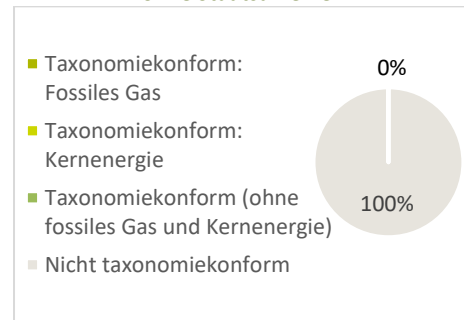 Taxonomiekonform:
Fossiles Gas
Taxonomiekonform:
Kernenergie
Taxonomiekonform (ohne
fossiles Gas und Kernenergie)
Nicht taxonomiekonform
0%
100%